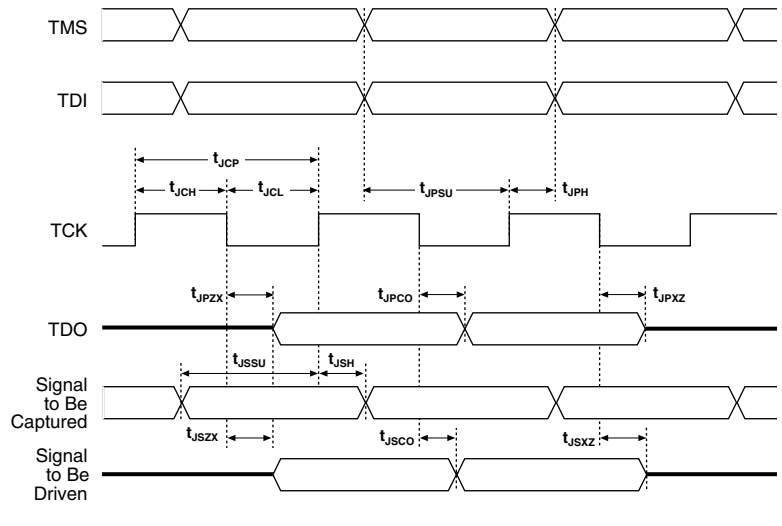 TMS
TDI
tJCP
tJCH tJCL tJPSU tJPH
TCK
tJPZX tJPCO tJPXZ
TDO
tJSSU tJSH
Signal
to Be
Captured
tJSZX tJSCO tJSXZ
Signal
to Be
Driven